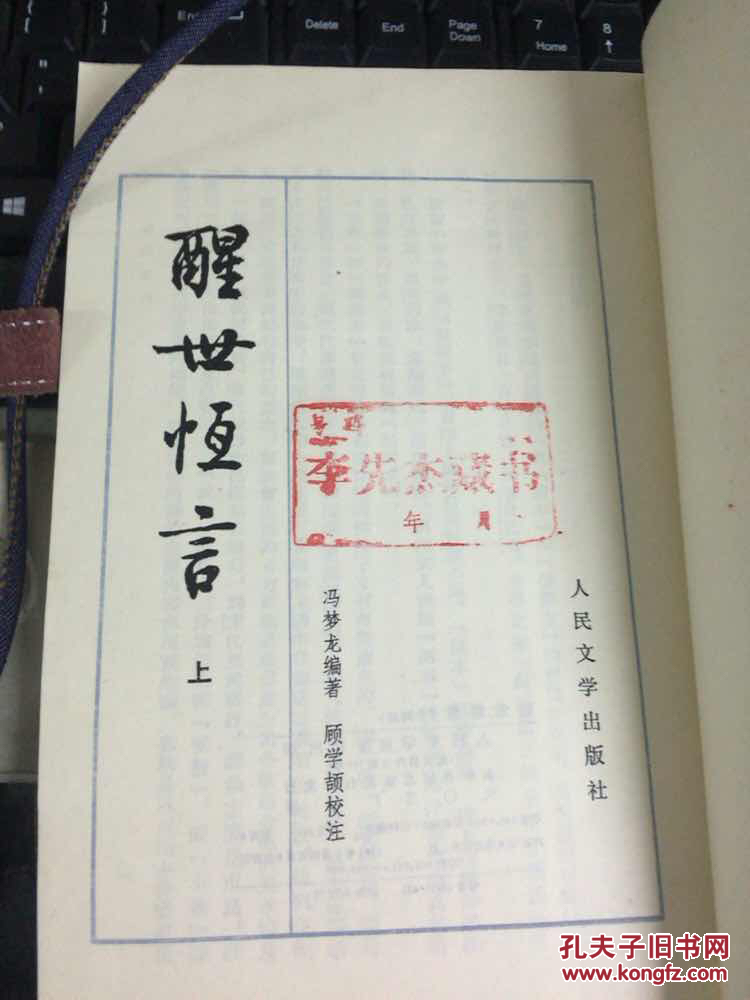 Delete
End
Page Down
7 Home
8
醒世恒言
上
冯梦龙编著 顾学颉校注
人民文学出版社
李先杰藏书
年 月
孔夫子旧书网
www.kongfz.com